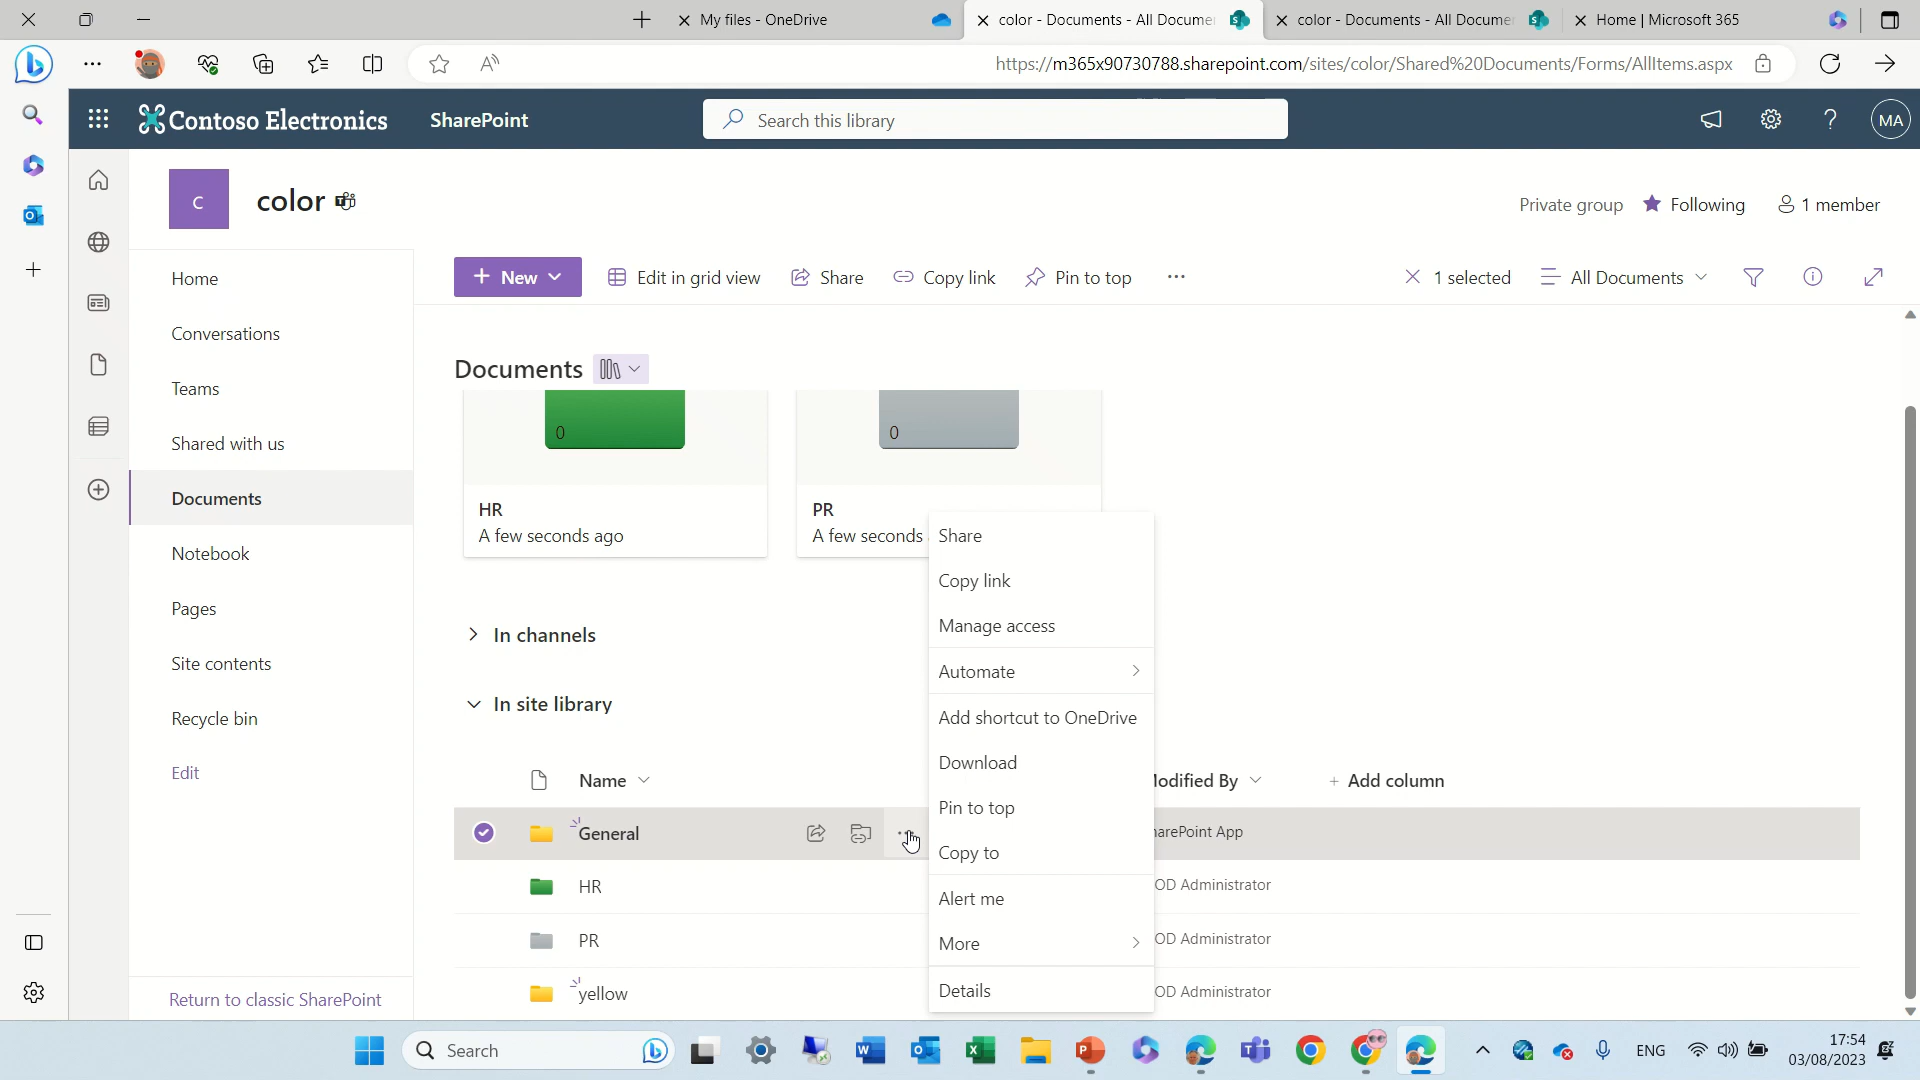 My files - OneDrive
color - Documents - All Docume
color - Documents - All Docume
Home | Microsoft 365
https://m365x90730788.sharepoint.com/sites/color/Shared%20Documents/Forms/AllItems.aspx
Contoso Electronics
SharePoint
Search this library
MA
C
color
Private group
Following
1 member
Home
Conversations
Teams
Shared with us
Documents
Notebook
Pages
Site contents
Recycle bin
Edit
Return to classic SharePoint
+ New
Edit in grid view
Share
Copy link
Pin to top
1 selected
All Documents
Documents
0
0
HR
A few seconds ago
PR
A few seconds
In channels
In site library
Name
Modified By
+ Add column
General
SharePoint App
HR
OD Administrator
PR
OD Administrator
yellow
OD Administrator
Share
Copy link
Manage access
Automate
Add shortcut to OneDrive
Download
Pin to top
Copy to
Alert me
More
Details
Search
ENG
17:54
03/08/2023